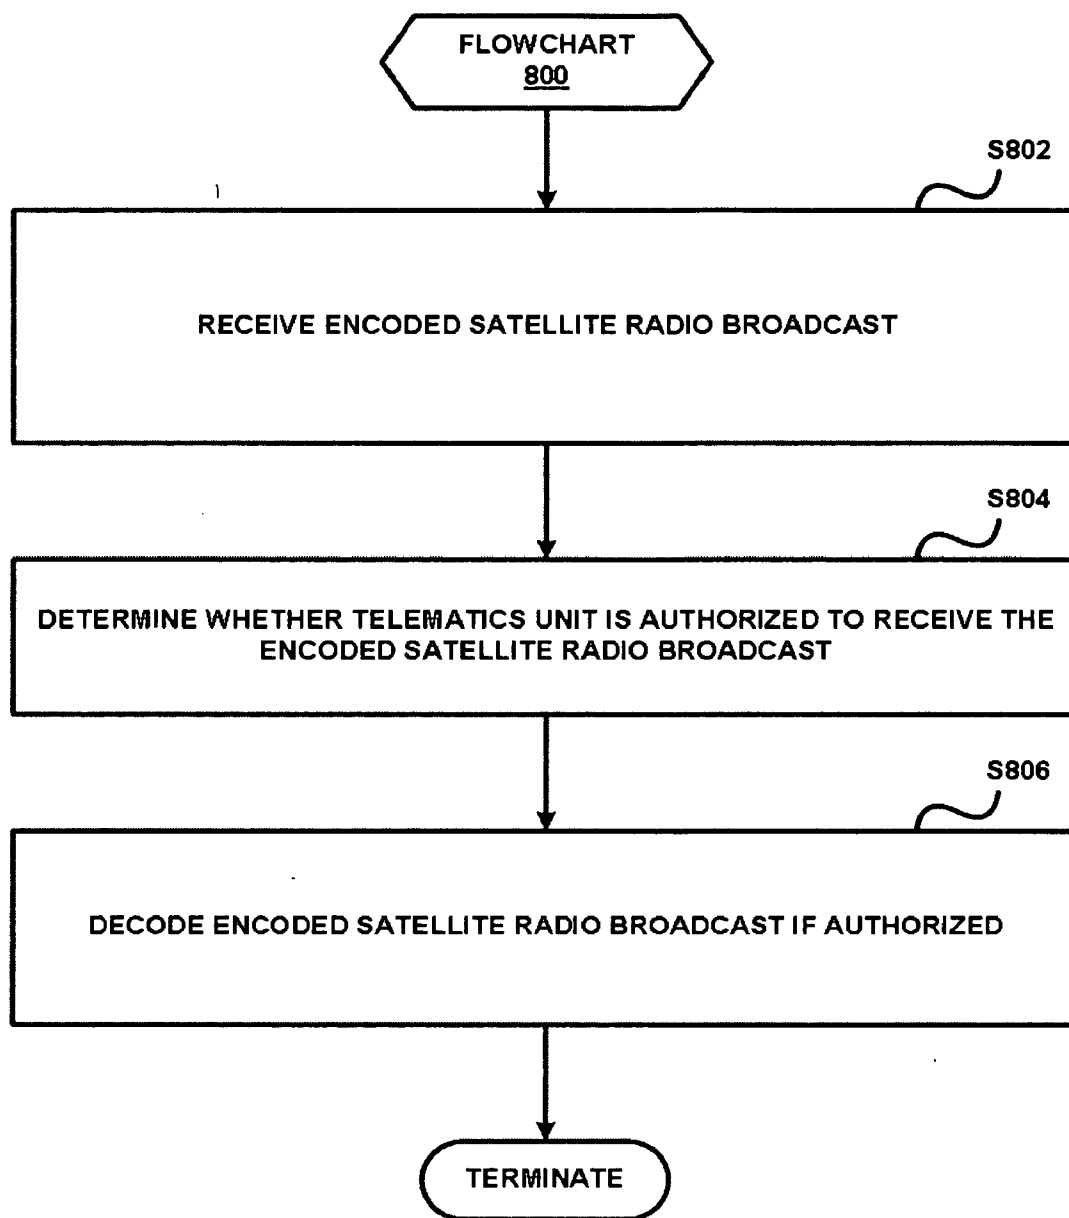 FLOWCHART
800
S802
RECEIVE ENCODED SATELLITE RADIO BROADCAST
S804
DETERMINE WHETHER TELEMATICS UNIT IS AUTHORIZED TO RECEIVE THE
ENCODED SATELLITE RADIO BROADCAST
S806
DECODE ENCODED SATELLITE RADIO BROADCAST IF AUTHORIZED
TERMINATE